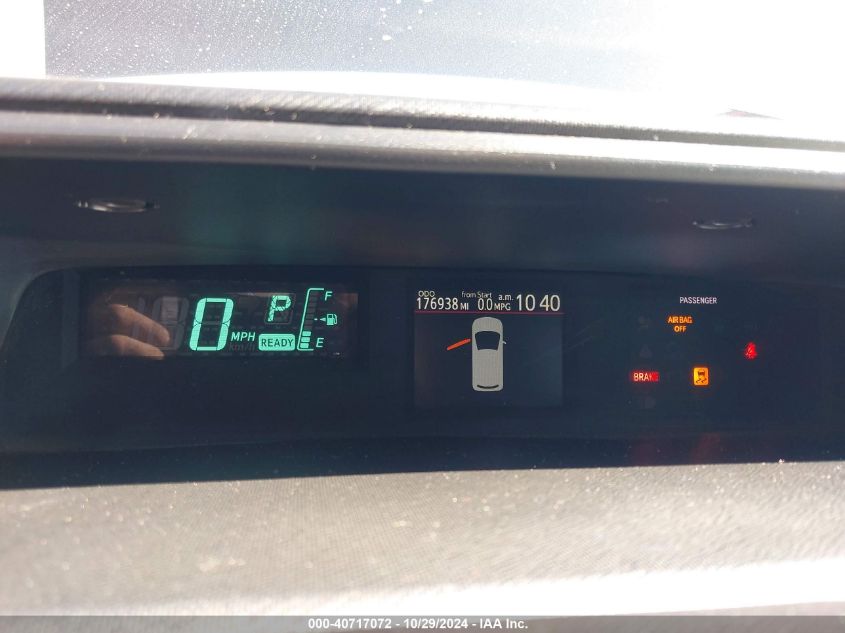 0 MPH
km/h
P
READY
F
E
ODO
176938 MI
from Start
0.0 MPG
a.m. 10 40
PASSENGER
AIR BAG
OFF
BRAKE
000-40717072 - 10/29/2024 - IAA Inc.